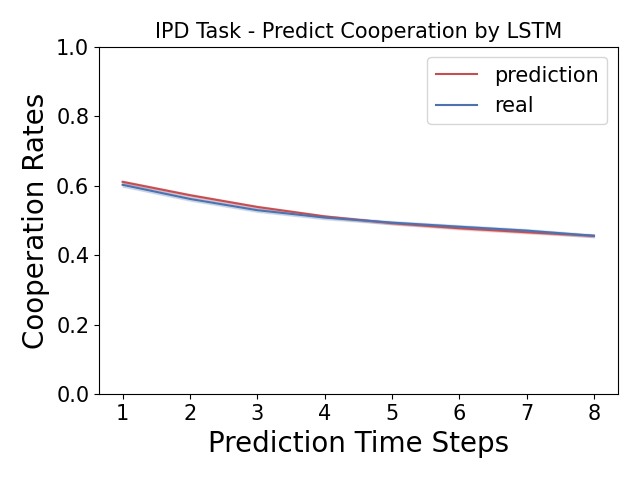 IPD Task - Predict Cooperation by LSTM
prediction
real
Cooperation Rates
1.0
0.8
0.6
0.4
0.2
0.0
1 2 3 4 5 6 7 8
Prediction Time Steps